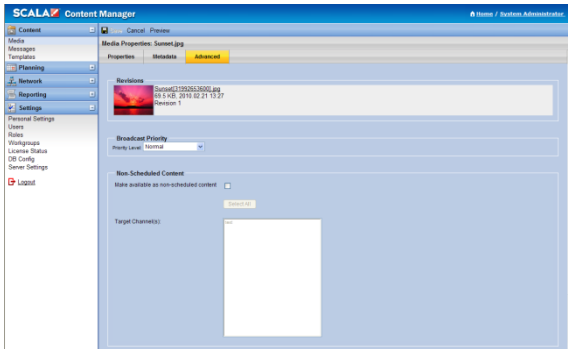 SCALA Content Manager
Home / System Administrator
Content
Media
Messages
Templates
Planning
Network
Reporting
Settings
Personal Settings
Users
Roles
Workgroups
License Status
DB Config
Server Settings
Logout
Save Cancel Preview
Media Properties: Sunset.jpg
Properties Metadata Advanced
Revisions
Sunset[31992653600].jpg
69.5 KB, 2010.02.21 13:27
Revision 1
Broadcast Priority
Priority Level: Normal
Non-Scheduled Content
Make available as non-scheduled content
Select All
Target Channel(s):